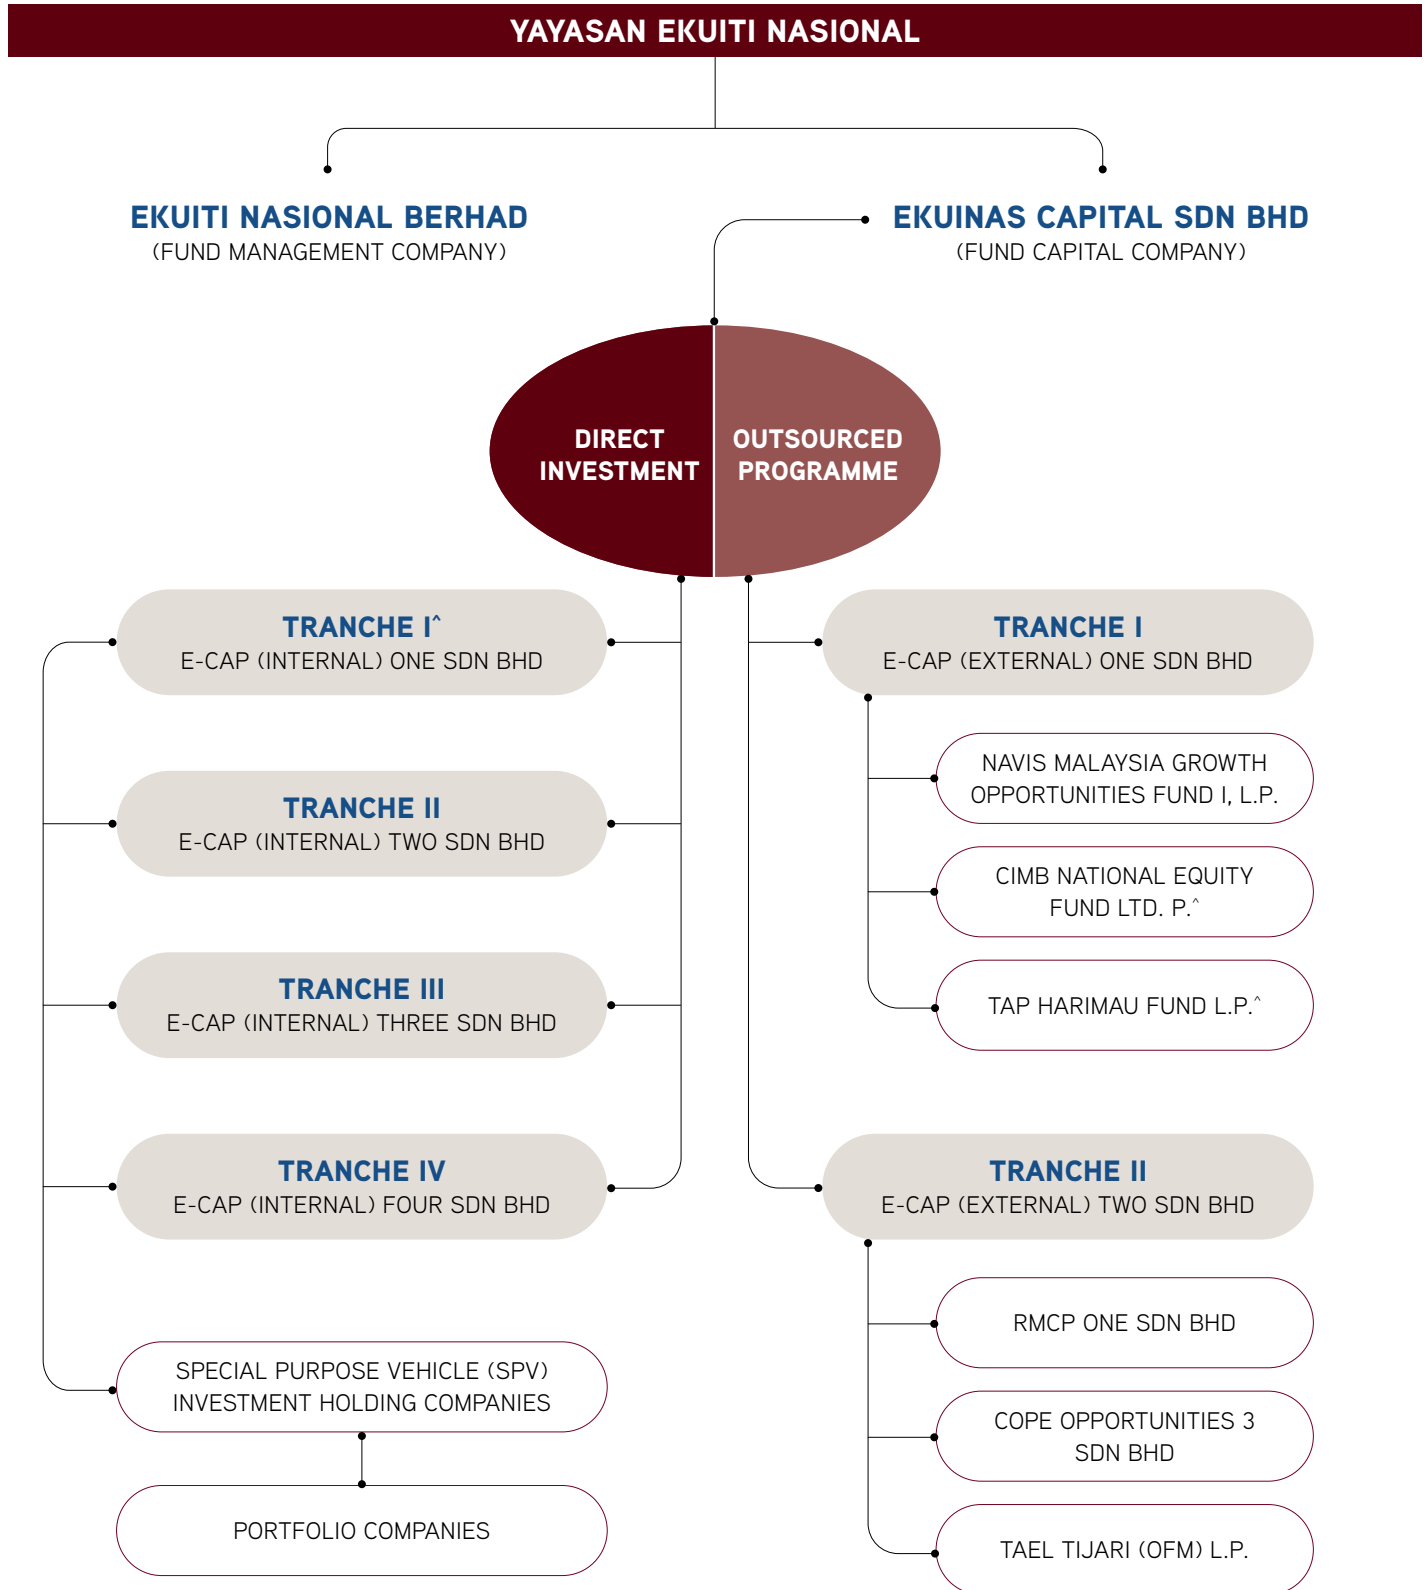 YAYASAN EKUITI NASIONAL
EKUITI NASIONAL BERHAD
(FUND MANAGEMENT COMPANY)
EKUINAS CAPITAL SDN BHD
(FUND CAPITAL COMPANY)
DIRECT
INVESTMENT
OUTSOURCED
PROGRAMME
TRANCHE I^
E-CAP (INTERNAL) ONE SDN BHD
TRANCHE II
E-CAP (INTERNAL) TWO SDN BHD
TRANCHE III
E-CAP (INTERNAL) THREE SDN BHD
TRANCHE IV
E-CAP (INTERNAL) FOUR SDN BHD
SPECIAL PURPOSE VEHICLE (SPV)
INVESTMENT HOLDING COMPANIES
PORTFOLIO COMPANIES
TRANCHE I
E-CAP (EXTERNAL) ONE SDN BHD
NAVIS MALAYSIA GROWTH
OPPORTUNITIES FUND I, L.P.
CIMB NATIONAL EQUITY
FUND LTD. P.^
TAP HARIMAU FUND L.P.^
TRANCHE II
E-CAP (EXTERNAL) TWO SDN BHD
RMCP ONE SDN BHD
COPE OPPORTUNITIES 3
SDN BHD
TAEL TIJARI (OFM) L.P.